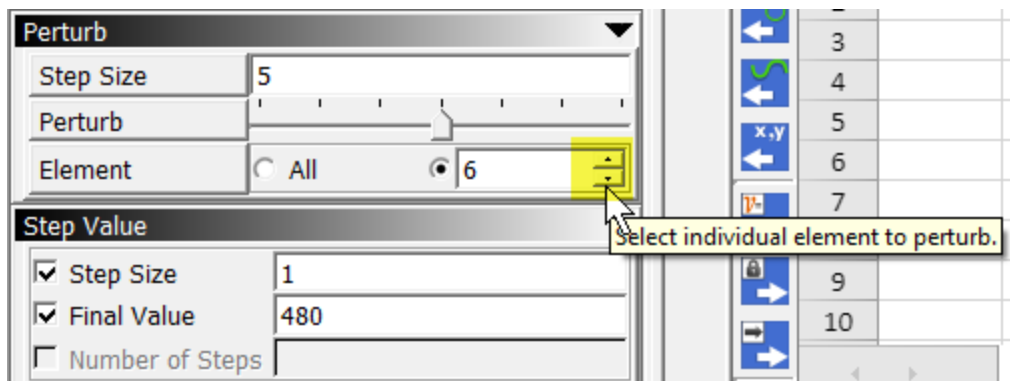 Perturb
Step Size 5
Perturb
Element All 6
Step Value
Step Size 1
Final Value 480
Number of Steps
Select individual element to perturb.
x,y
3
4
5
6
7
9
10